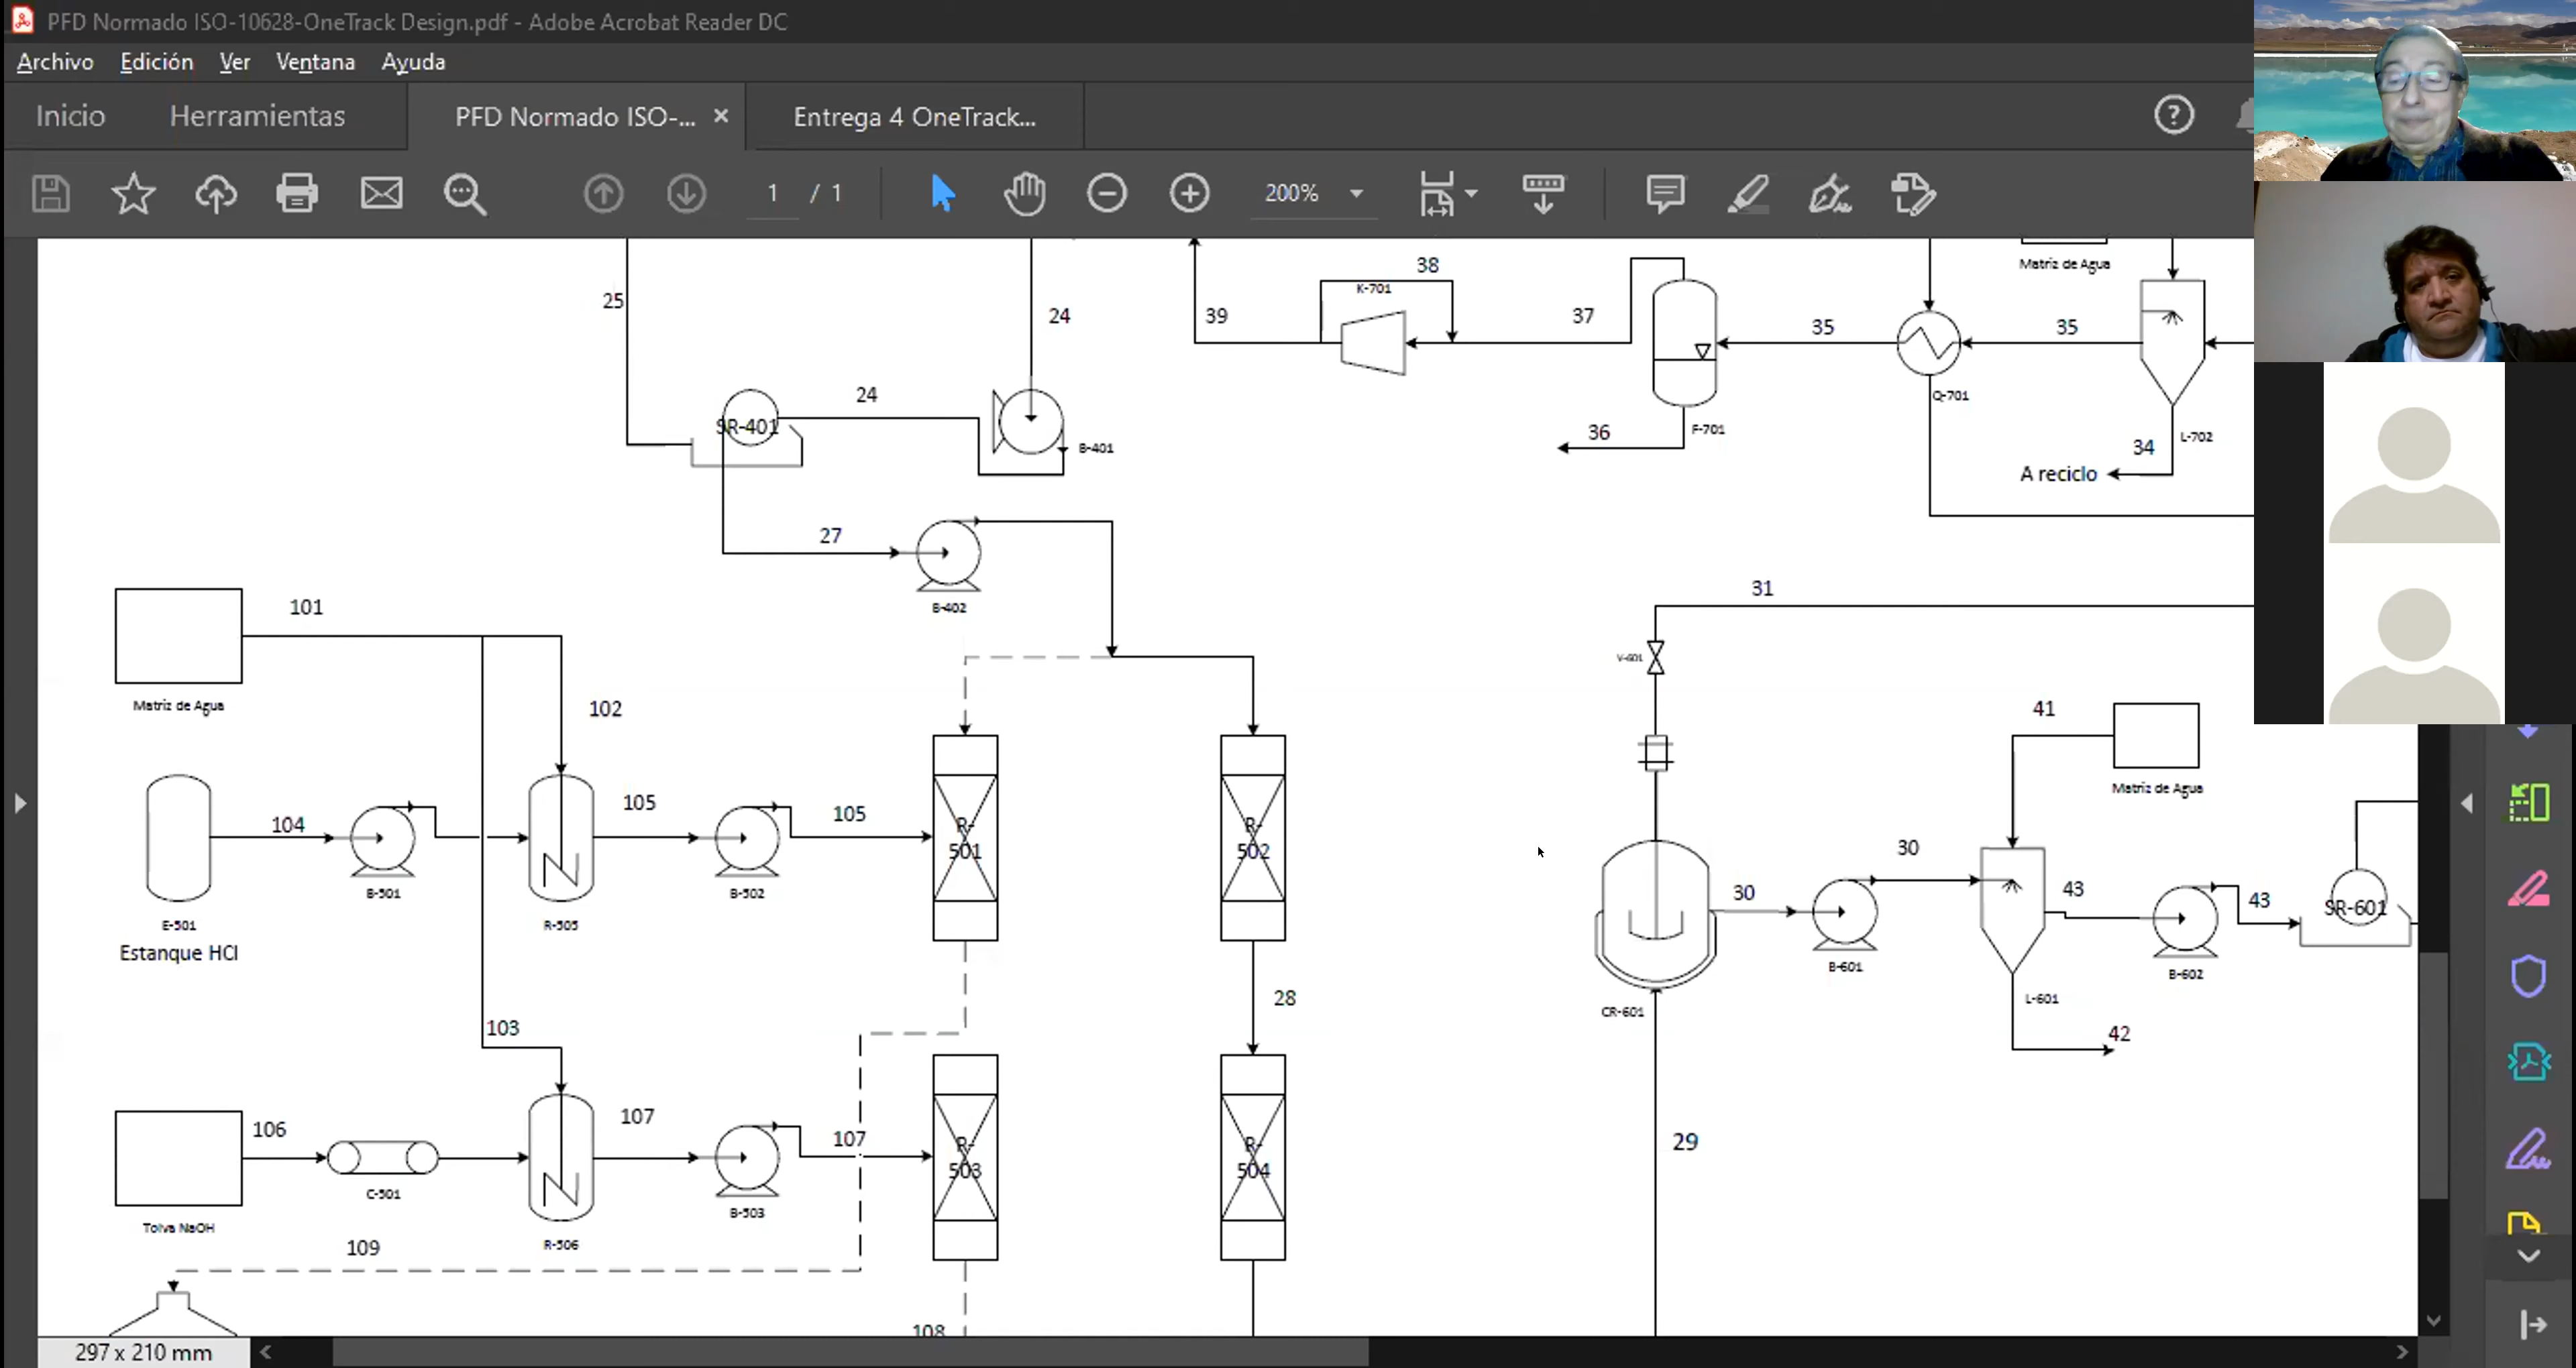 PFD Normado ISO-10628-OneTrack Design.pdf - Adobe Acrobat Reader DC
Archivo Edición Ver Ventana Ayuda
Inicio Herramientas PFD Normado ISO-... × Entrega 4 OneTrack...
1 / 1 200%
Matriz de Agua
38
K-701
25
24
39
37
35
35
Q-701
24
SR-401
B-401
36
F-701
34
L-702
A reciclo
27
B-402
31
101
V-601
Matriz de Agua
102
41
Matriz de Agua
104
105
105
R-
501
R-
502
30
30
43
43
SR-601
B-501
B-502
E-501
R-505
Estanque HCl
B-601
B-602
28
L-601
CR-601
103
42
106
107
107
R-
503
R-
504
29
C-501
B-503
Tolva NaOH
R-506
109
108
297 x 210 mm